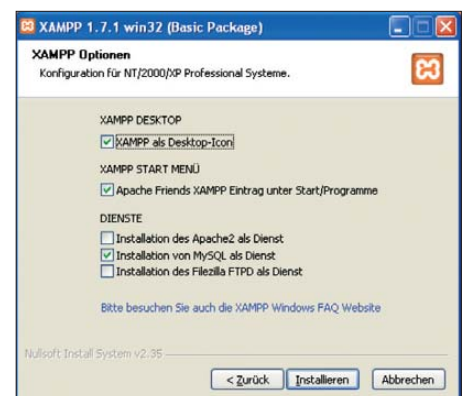 XAMPP 1.7.1 win32 (Basic Package)
XAMPP Optionen
Konfiguration für NT/2000/XP Professional Systeme.
XAMPP DESKTOP
XAMPP als Desktop-Icon
XAMPP START MENÜ
Apache Friends XAMPP Eintrag unter Start/Programme
DIENSTE
Installation des Apache2 als Dienst
Installation von MySQL als Dienst
Installation des Filezilla FTPD als Dienst
Bitte besuchen Sie auch die XAMPP Windows FAQ Website
Nullsoft Install System v2.35
< Zurück Installieren Abbrechen